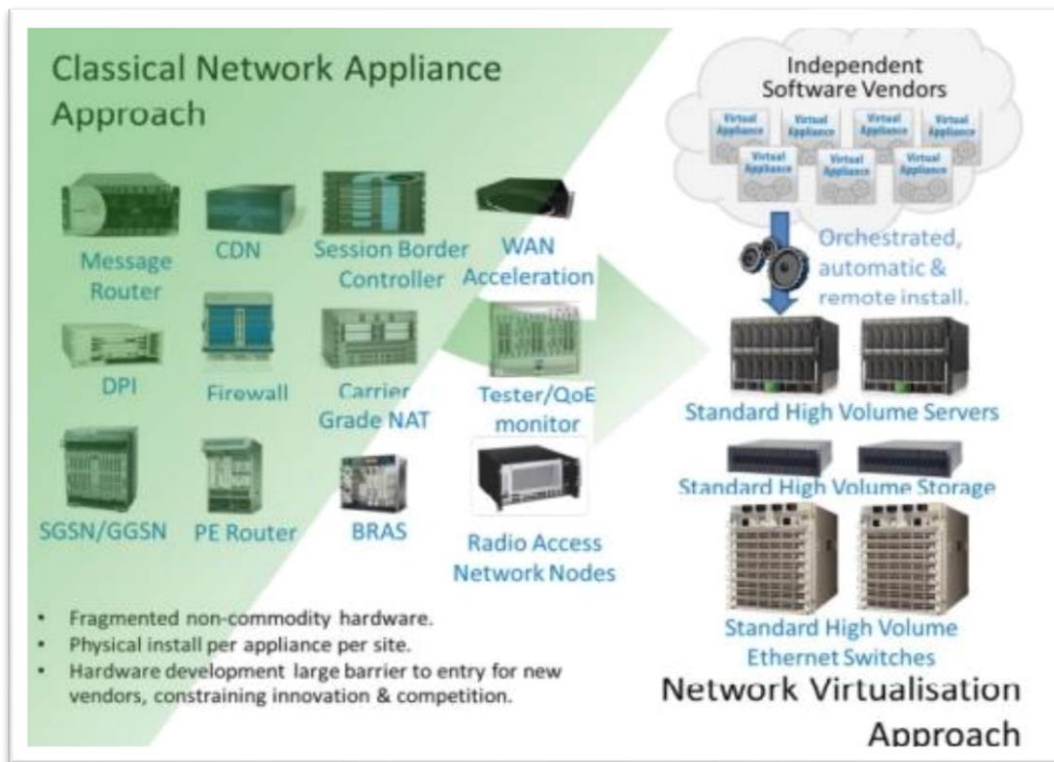 Classical Network Appliance
Approach
Message
Router
CDN
Session Border
Controller
WAN
Acceleration
DPI
Firewall
Carrier
Grade NAT
Tester/QoE
monitor
SGSN/GGSN
PE Router
BRAS
Radio Access
Network Nodes
• Fragmented non-commodity hardware.
• Physical install per appliance per site.
• Hardware development large barrier to entry for new
vendors, constraining innovation & competition.
Independent
Software Vendors
Virtual
Appliance
Virtual
Appliance
Virtual
Appliance
Virtual
Appliance
Virtual
Appliance
Virtual
Appliance
Virtual
Appliance
Orchestrated,
automatic &
remote install.
Standard High Volume Servers
Standard High Volume Storage
Standard High Volume
Ethernet Switches
Network Virtualisation
Approach